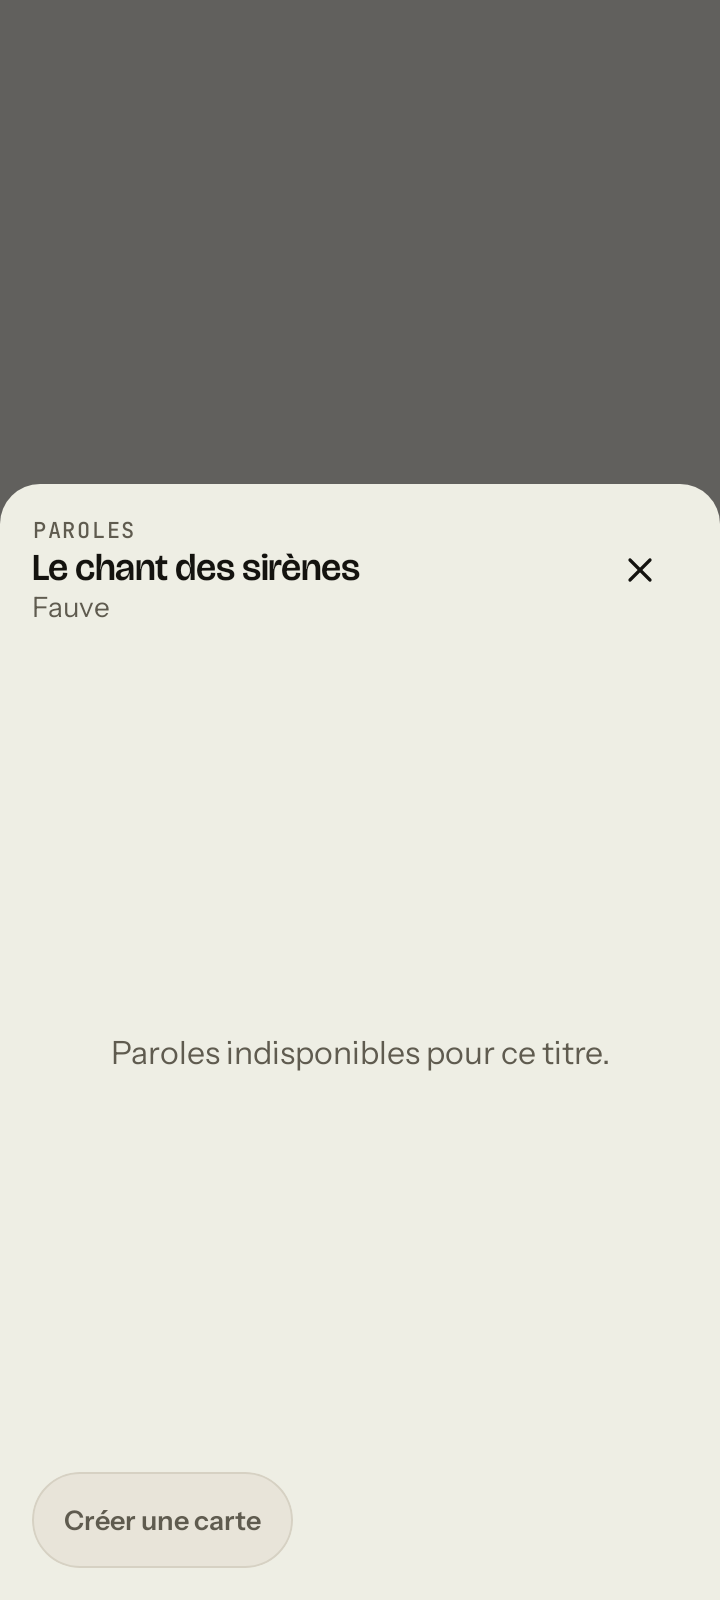 PAROLES
Le chant des sirènes
Fauve
Paroles indisponibles pour ce titre.
Créer une carte